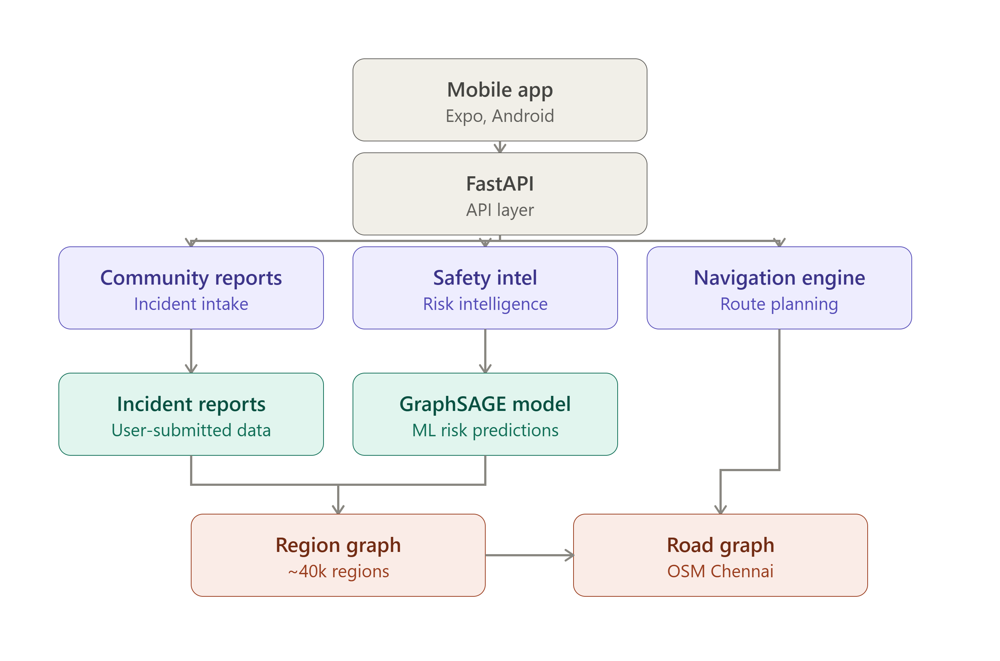 Mobile app
Expo, Android
FastAPI
API layer
Community reports
Incident intake
Safety intel
Risk intelligence
Navigation engine
Route planning
Incident reports
User-submitted data
GraphSAGE model
ML risk predictions
Region graph
~40k regions
Road graph
OSM Chennai